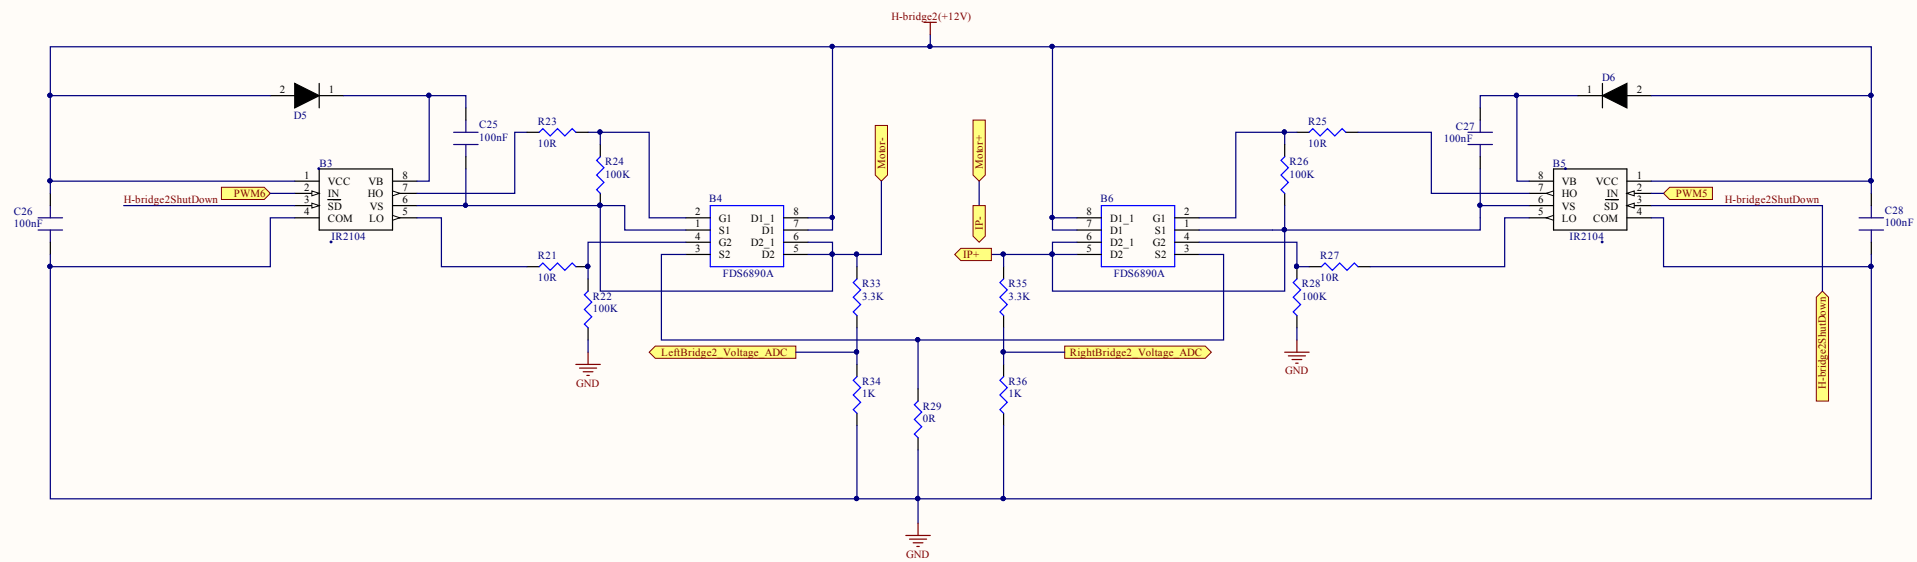 H-bridge2(+12V)
2 1
D5
C25
100nF
R23
10R
R24
100K
Motor-
Motor+
IP-
IP+
R25
10R
R26
100K
C27
100nF
D6
1 2
B3
1 VCC VB 8
2 IN HO 7
3 SD VS 6
4 COM LO 5
IR2104
PWM6
H-bridge2ShutDown
C26
100nF
B4
2 G1 D1_1 8
1 S1 D1 7
4 G2 D2_1 6
3 S2 D2 5
FDS6890A
B6
8 D1_1 G1 2
7 D1 S1 1
6 D2_1 G2 4
5 D2 S2 3
FDS6890A
B5
8 VB VCC 1
7 HO IN 2
6 VS SD 3
5 LO COM 4
IR2104
PWM5
H-bridge2ShutDown
C28
100nF
R21
10R
R22
100K
GND
R33
3.3K
R35
3.3K
R27
10R
R28
100K
GND
H-bridge2ShutDown
LeftBridge2_Voltage_ADC
RightBridge2_Voltage_ADC
R34
1K
R29
0R
R36
1K
GND